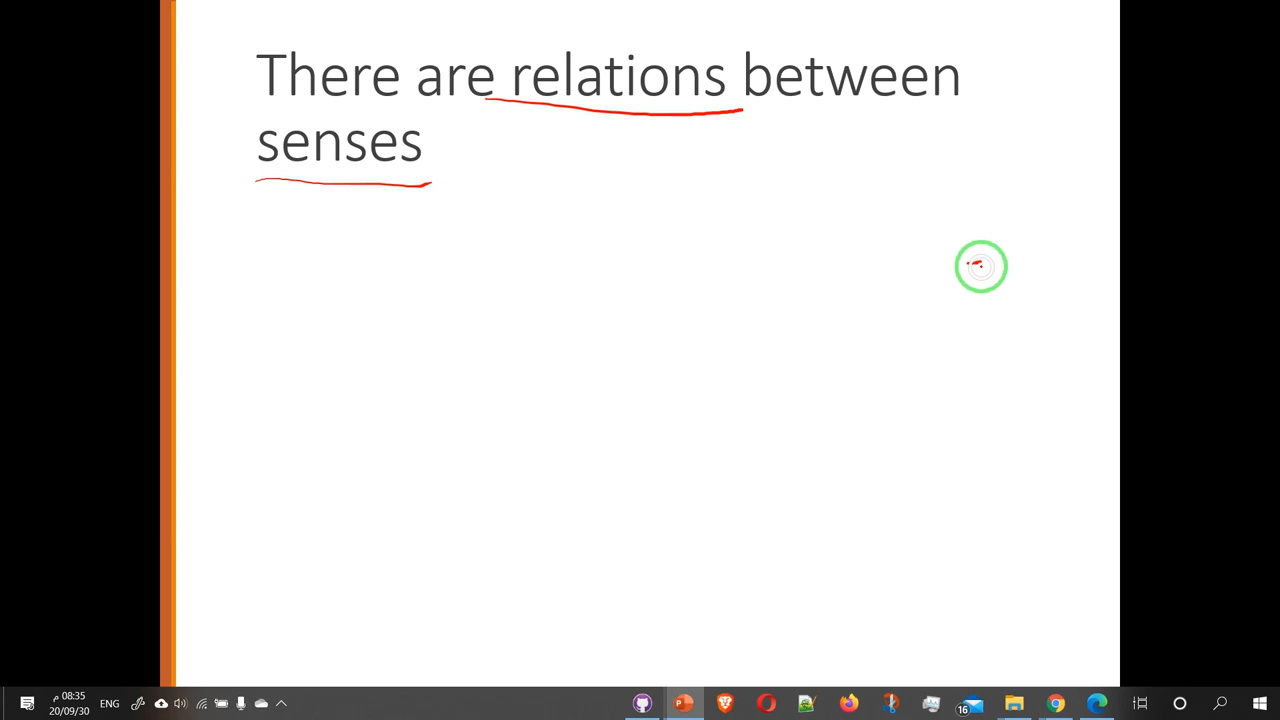 There are relations between
senses
08:35 م
20/09/30
ENG
16